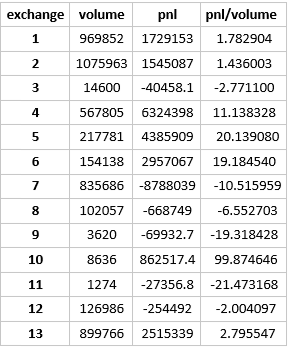 exchange volume pnl pnl/volume
1 969852 1729153 1.782904
2 1075963 1545087 1.436003
3 14600 -40458.1 -2.771100
4 567805 6324398 11.138328
5 217781 4385909 20.139080
6 154138 2957067 19.184540
7 835686 -8788039 -10.515959
8 102057 -668749 -6.552703
9 3620 -69932.7 -19.318428
10 8636 862517.4 99.874646
11 1274 -27356.8 -21.473168
12 126986 -254492 -2.004097
13 899766 2515339 2.795547